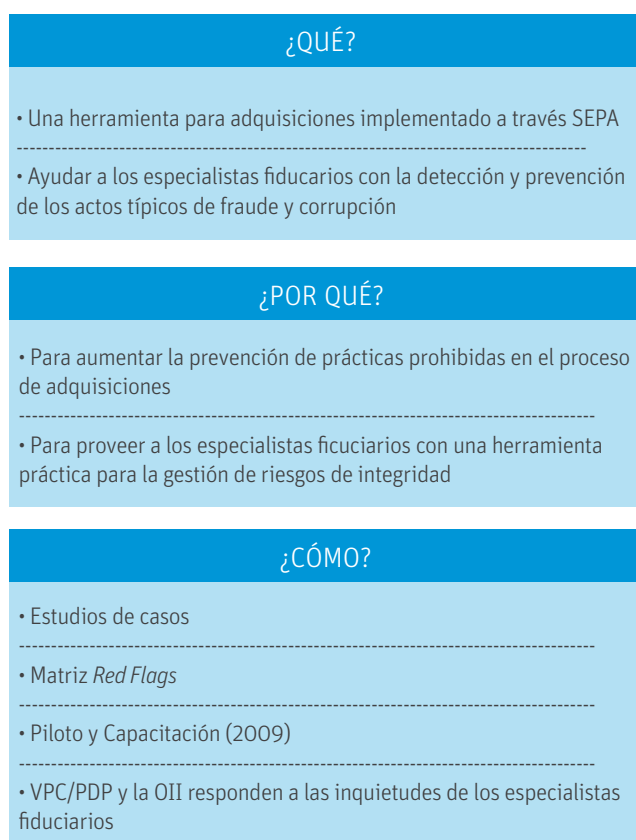 ¿QUÉ?
• Una herramienta para adquisiciones implementado a través SEPA
• Ayudar a los especialistas fiducarios con la detección y prevención
de los actos típicos de fraude y corrupción
¿POR QUÉ?
• Para aumentar la prevención de prácticas prohibidas en el proceso
de adquisiciones
• Para proveer a los especialistas ficuciarios con una herramienta
práctica para la gestión de riesgos de integridad
¿CÓMO?
• Estudios de casos
• Matriz Red Flags
• Piloto y Capacitación (2009)
• VPC/PDP y la OII responden a las inquietudes de los especialistas
fiduciarios